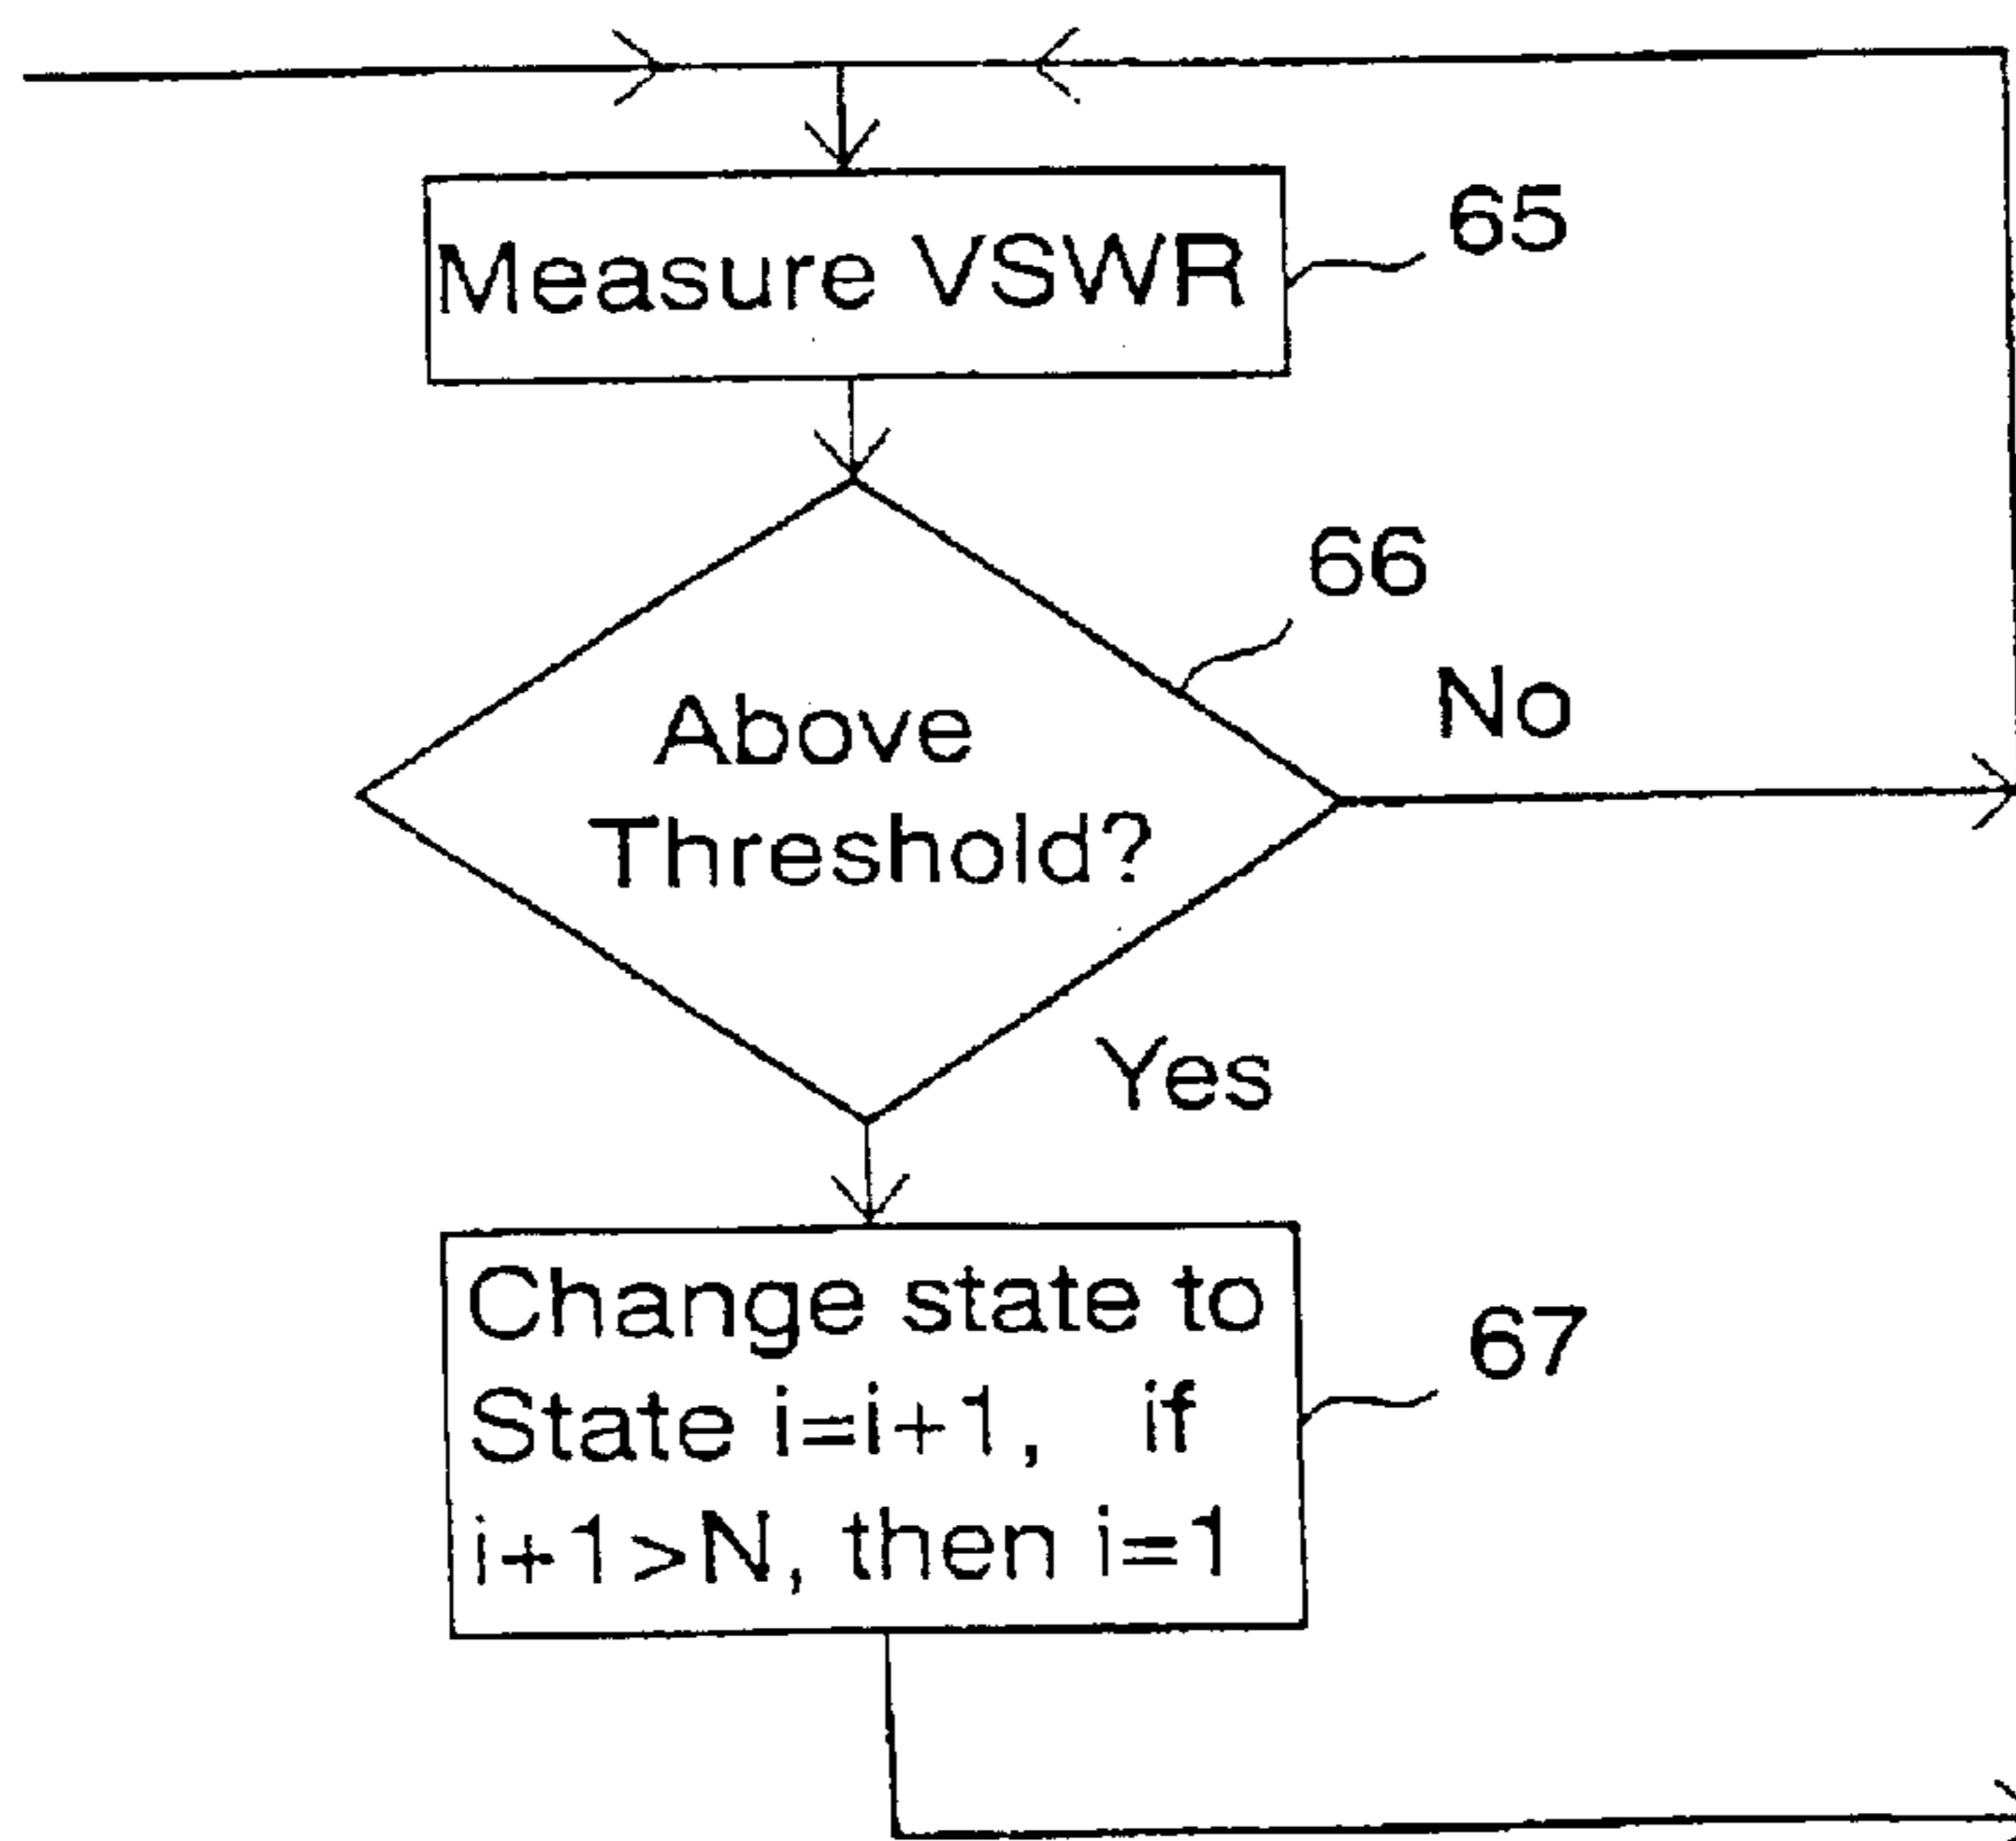 Measure VSWR
65
66
No
Above
Threshold?
Yes
Change state to
State i=i+1, if
i+1>N, then i=1
67